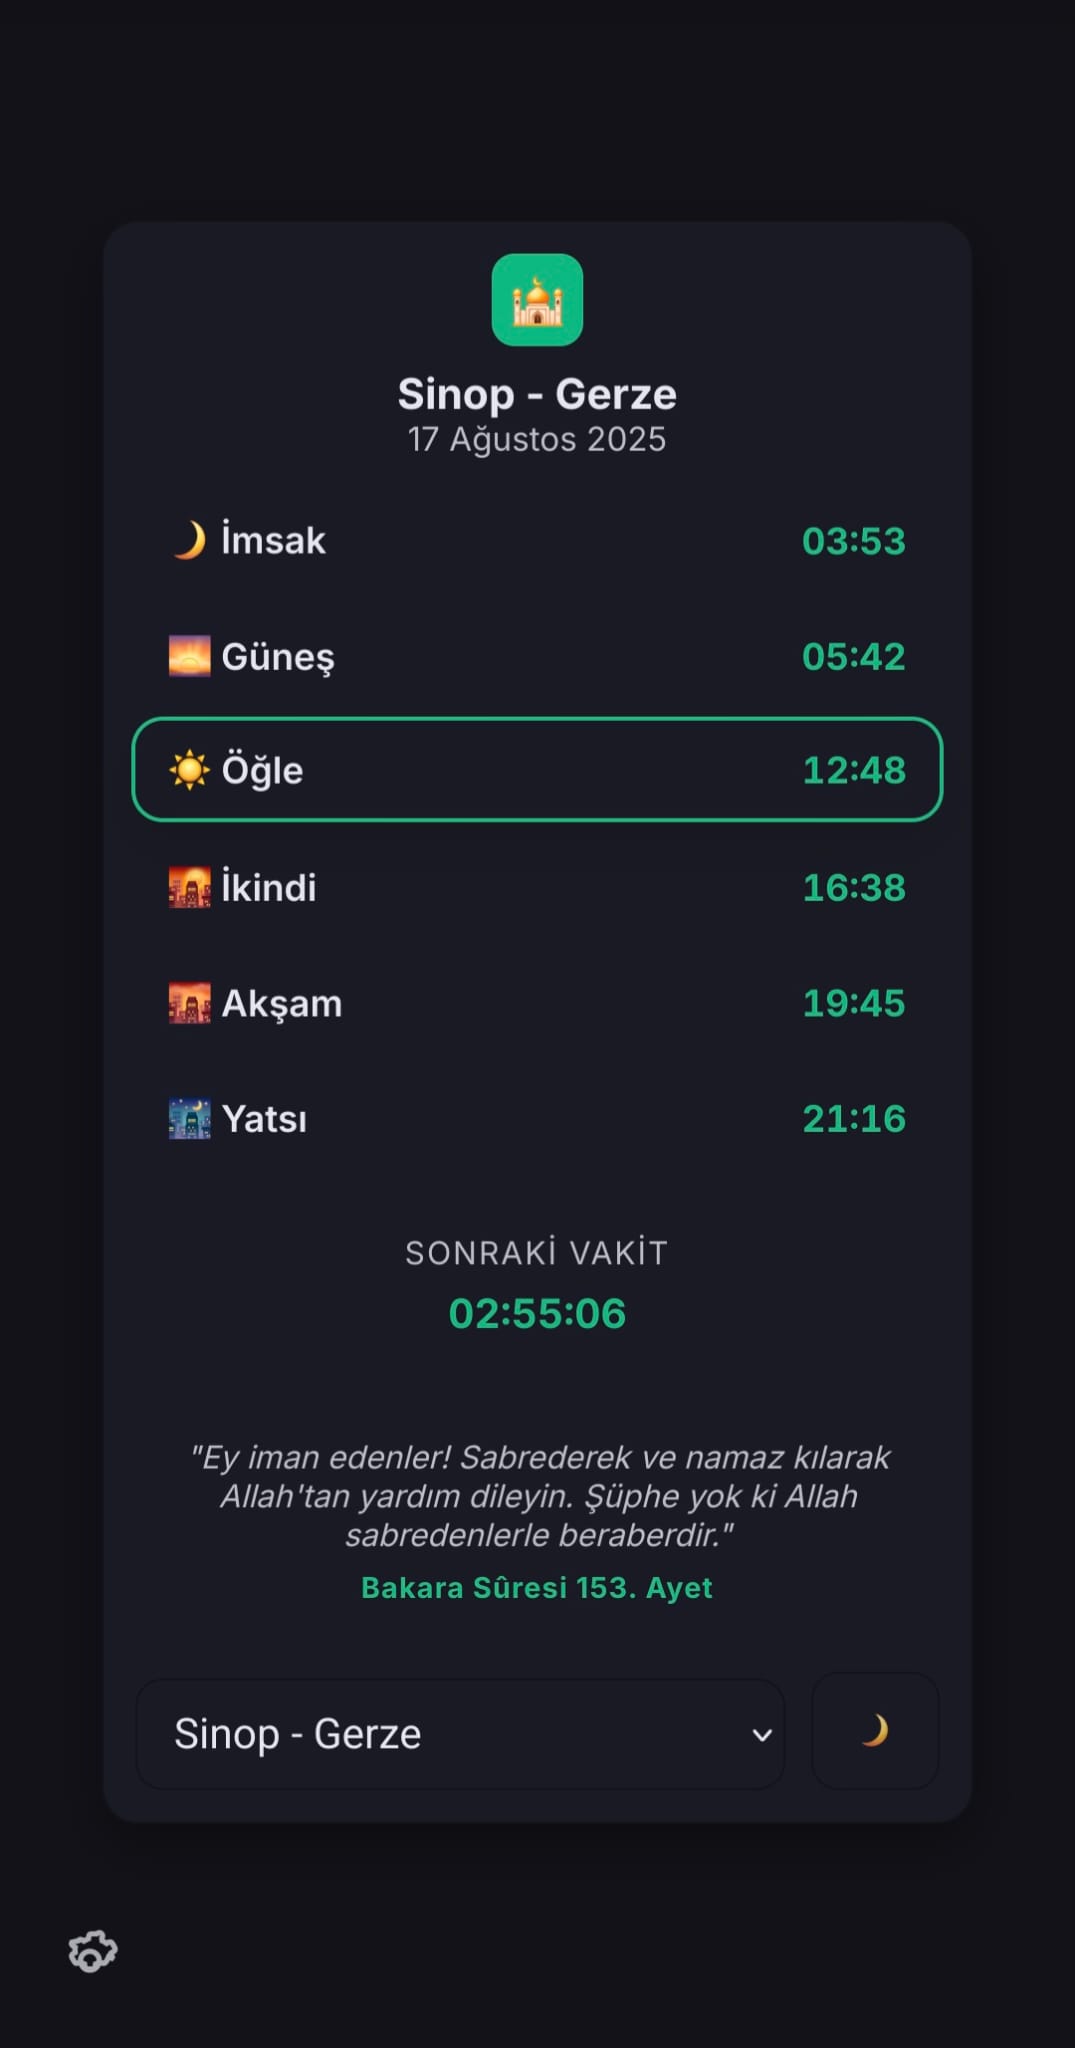 Sinop - Gerze
17 Ağustos 2025
İmsak 03:53
Güneş 05:42
Öğle 12:48
İkindi 16:38
Akşam 19:45
Yatsı 21:16
SONRAKİ VAKİT
02:55:06
"Ey iman edenler! Sabrederek ve namaz kılarak
Allah'tan yardım dileyin. Şüphe yok ki Allah
sabredenlerle beraberdir."
Bakara Sûresi 153. Ayet
Sinop - Gerze